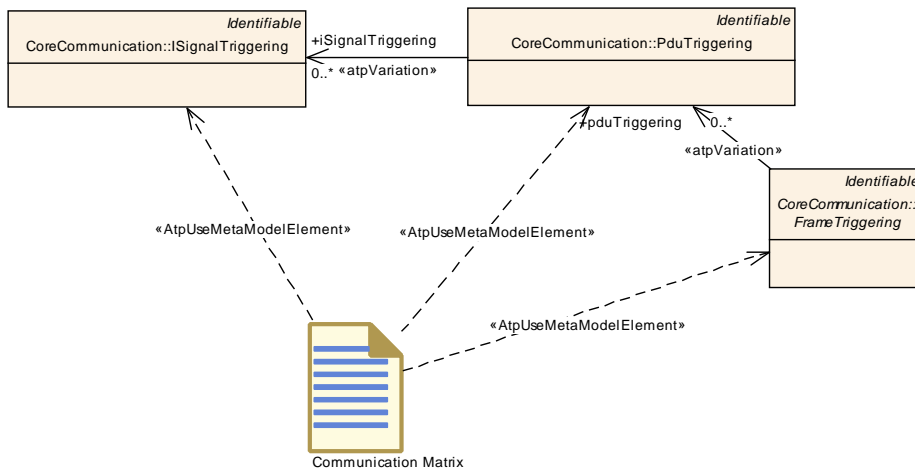 Identifiable
CoreCommunication::ISignalTriggering
Identifiable
CoreCommunication::PduTriggering
+iSignalTriggering
0..*
«atpVariation»
+pduTriggering
0..*
«atpVariation»
Identifiable
CoreCommunication::
FrameTriggering
«AtpUseMetaModelElement»
«AtpUseMetaModelElement»
«AtpUseMetaModelElement»
Communication Matrix